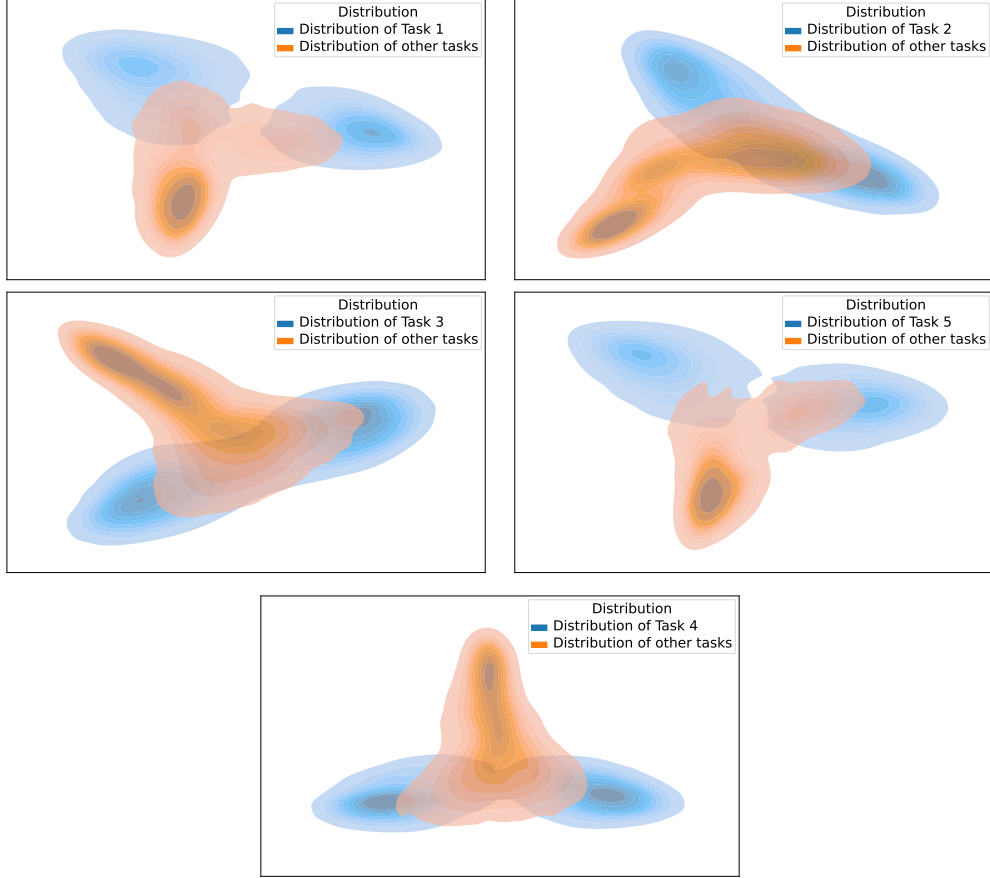 Distribution
Distribution of Task 1
Distribution of other tasks
Distribution
Distribution of Task 2
Distribution of other tasks
Distribution
Distribution of Task 3
Distribution of other tasks
Distribution
Distribution of Task 5
Distribution of other tasks
Distribution
Distribution of Task 4
Distribution of other tasks